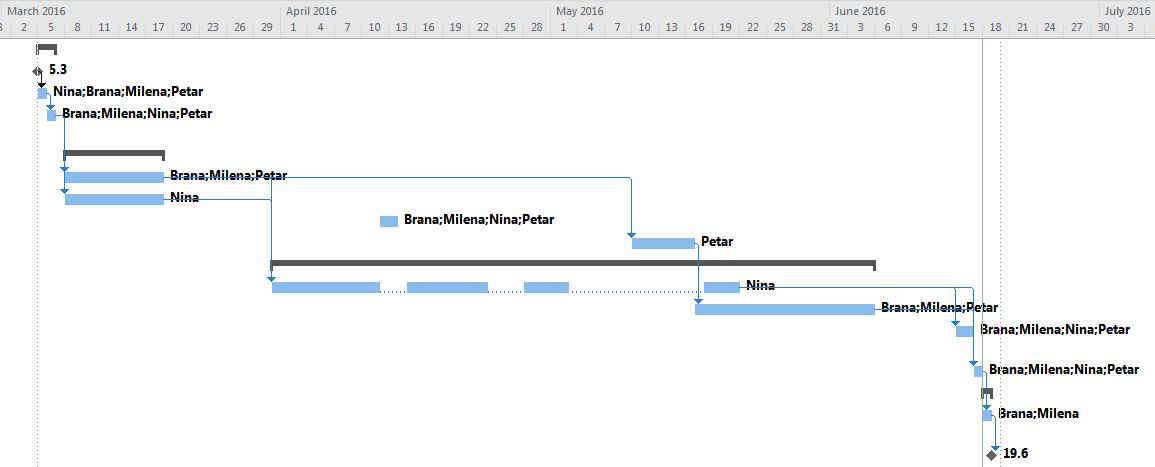 March 2016 April 2016 May 2016 June 2016 July 2016
2 5 8 11 14 17 20 23 26 29 1 5 8 10 13 16 19 22 25 28 1 4 7 10 13 16 19 22 25 28 31 3 6 9 12 15 18 21 24 27 30 3
5.3
Nina;Brana;Milena;Petar
Brana;Milena;Nina;Petar
Brana;Milena;Petar
Nina
Brana;Milena;Nina;Petar
Petar
Nina
Brana;Milena;Petar
Brana;Milena;Nina;Petar
Brana;Milena;Nina;Petar
Brana;Milena
19.6